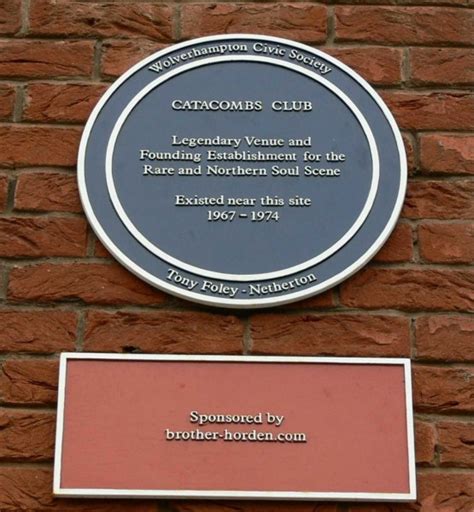 Wolverhampton Civic Society
CATACOMBS CLUB
Legendary Venue and
Founding Establishment for the
Rare and Northern Soul Scene
Existed near this site
1967 – 1974
Tony Foley - Netherton
Sponsored by
brother-horden.com